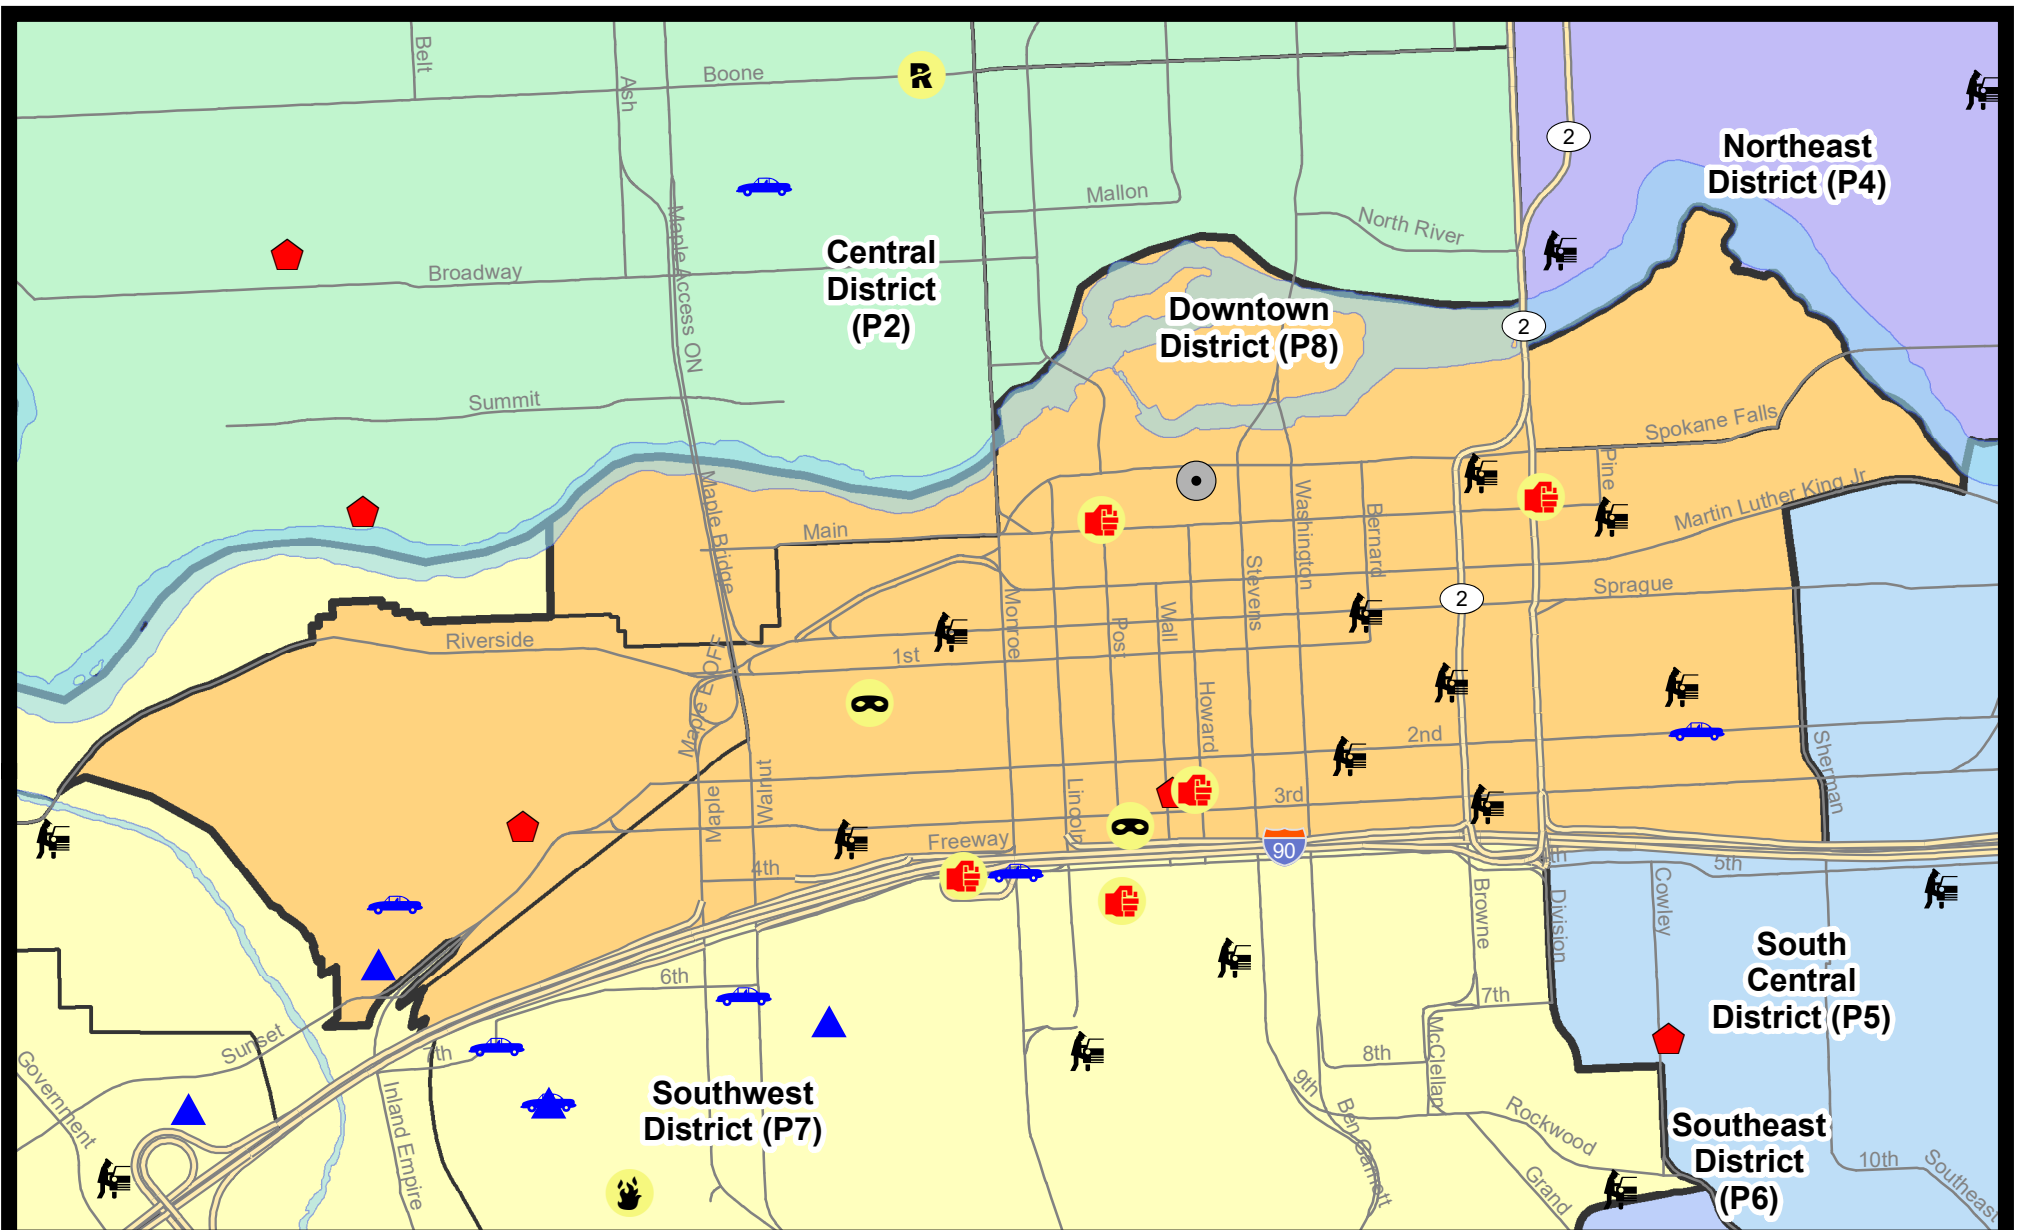 Belt
Ash
Boone
R
2
Northeast
District (P4)
Mallon
North River
Maple Access ON
Central
District
(P2)
Broadway
Downtown
District (P8)
2
Summit
Spokane Falls
Pine
Martin Luther King Jr
Maple Bridge
Main
Washington
Bernard
Stevens
Sprague
2
Monroe
Post
Wall
Riverside
1st
Maple E OFF
Howard
2nd
Sherman
Walnut
Maple
Lincoln
3rd
Freeway
90
4th
4th
5th
Cowley
Browne
Division
South
Central
District (P5)
6th
7th
McClellan
Sunset
7th
8th
Government
Inland Empire
Southwest
District (P7)
9th
Ben Garnett
Rockwood
Grand
Southeast
District
(P6)
10th
Southeast